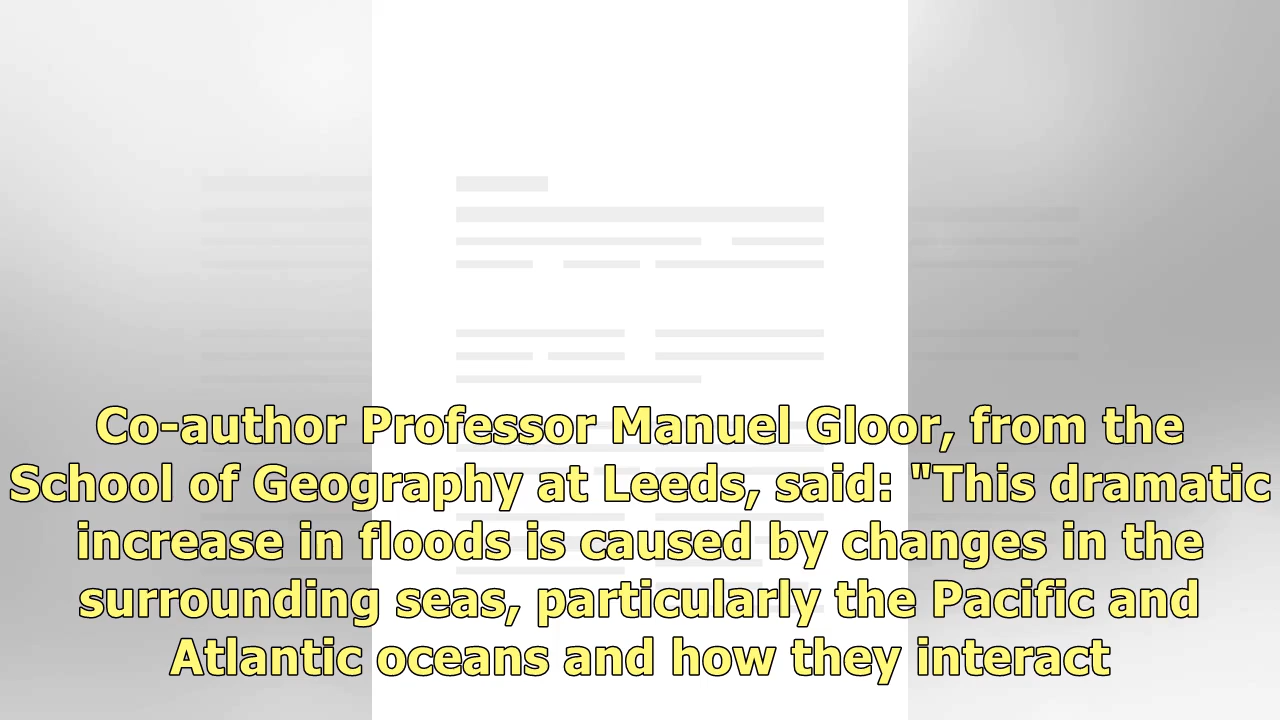 Co-author Professor Manuel Gloor, from the
School of Geography at Leeds, said: "This dramatic
increase in floods is caused by changes in the
surrounding seas, particularly the Pacific and
Atlantic oceans and how they interact